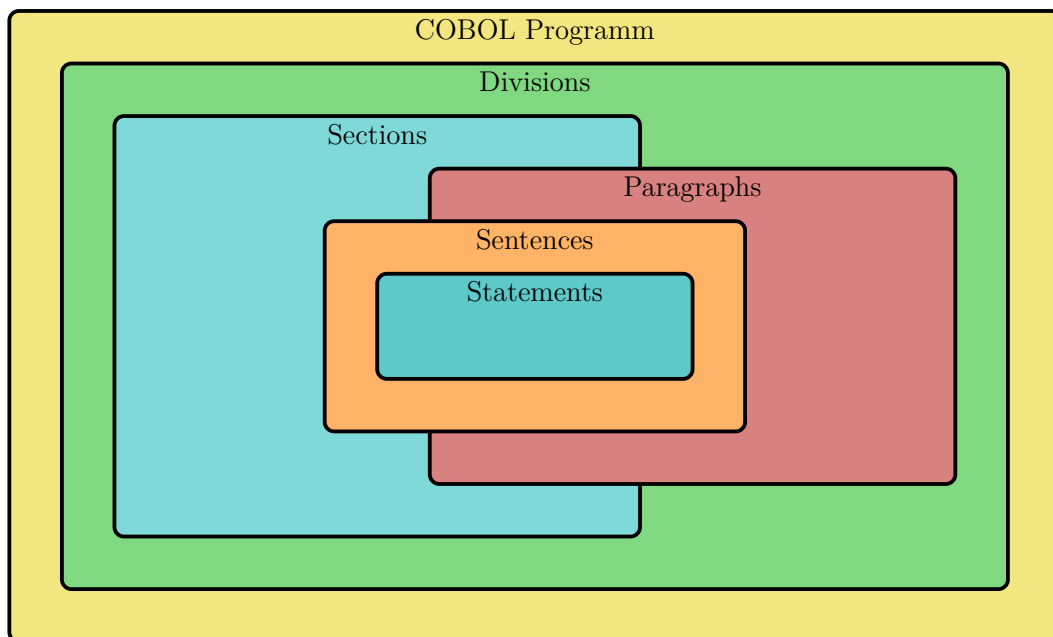 COBOL Programm
Divisions
Sections
Paragraphs
Sentences
Statements